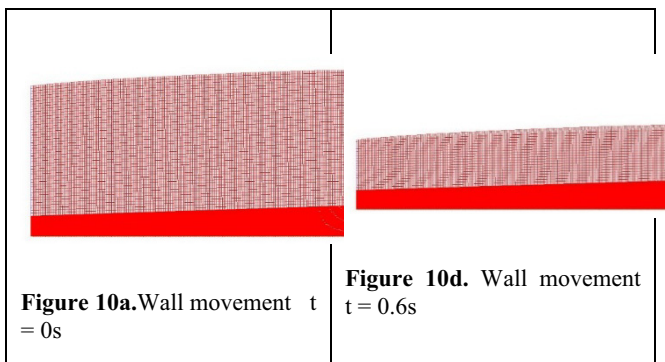 Figure 10a.Wall movement t
= 0s
Figure 10d. Wall movement
t = 0.6s